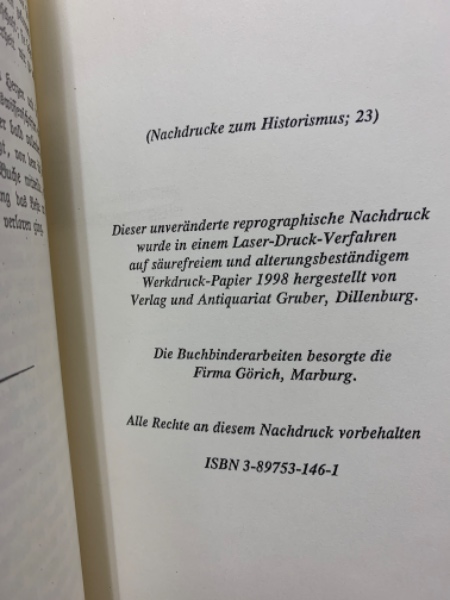 (Nachdrucke zum Historismus; 23)
Dieser unveränderte reprographische Nachdruck
wurde in einem Laser-Druck-Verfahren
auf säurefreiem und alterungsbeständigem
Werkdruck-Papier 1998 hergestellt von
Verlag und Antiquariat Gruber, Dillenburg.
Die Buchbinderarbeiten besorgte die
Firma Görich, Marburg.
Alle Rechte an diesem Nachdruck vorbehalten
ISBN 3-89753-146-1